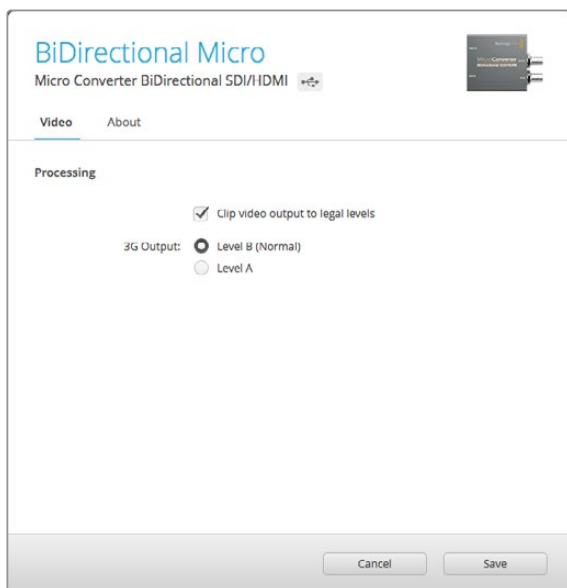 BiDirectional Micro
Micro Converter BiDirectional SDI/HDMI
Video About
Processing
Clip video output to legal levels
3G Output: Level B (Normal)
Level A
Cancel Save